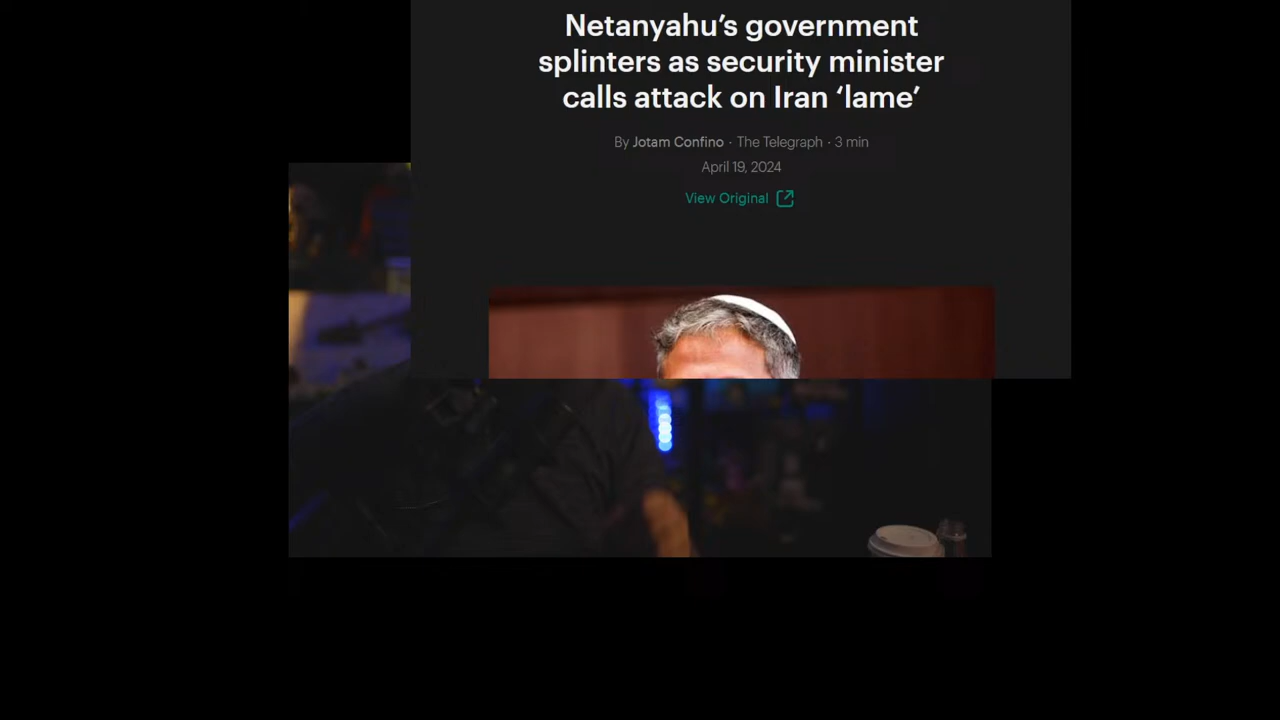 Netanyahu’s government
splinters as security minister
calls attack on Iran ‘lame’
By Jotam Confino · The Telegraph · 3 min
April 19, 2024
View Original